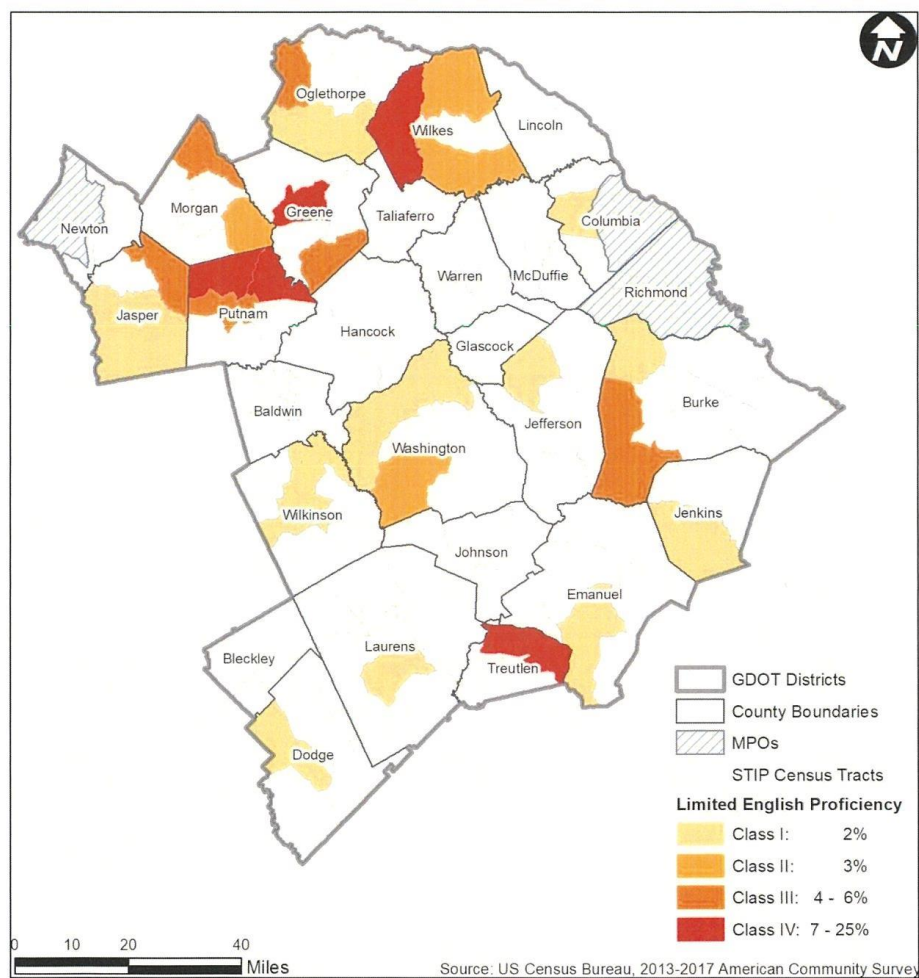 N
Oglethorpe
Wilkes
Lincoln
Newton
Morgan
Greene
Taliaferro
Columbia
Warren
McDuffie
Richmond
Jasper
Putnam
Hancock
Glascock
Baldwin
Jefferson
Burke
Washington
Wilkinson
Jenkins
Johnson
Emanuel
Bleckley
Laurens
Treutlen
Dodge
GDOT Districts
County Boundaries
MPOs
STIP Census Tracts
Limited English Proficiency
Class I: 2%
Class II: 3%
Class III: 4 - 6%
Class IV: 7 - 25%
0 10 20 40
Miles
Source: US Census Bureau, 2013-2017 American Community Survey